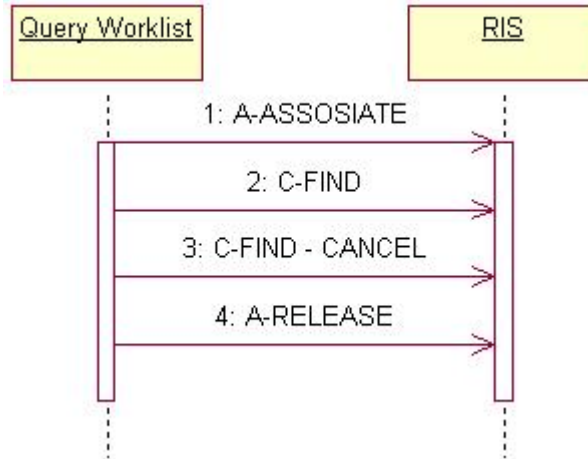 Query Worklist
RIS
1: A-ASSOSIATE
2: C-FIND
3: C-FIND - CANCEL
4: A-RELEASE